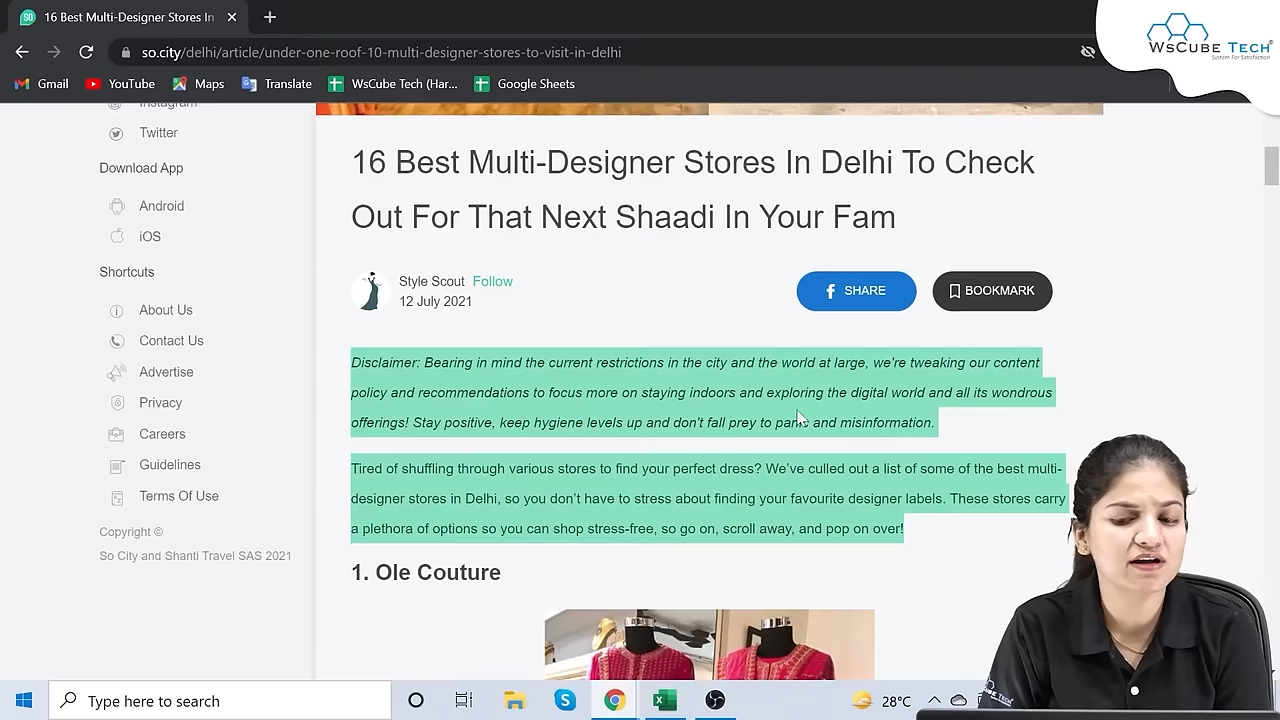 16 Best Multi-Designer Stores In
so.city/delhi/article/under-one-roof-10-multi-designer-stores-to-visit-in-delhi
WsCube Tech®
System For Satisfaction
Gmail
YouTube
Maps
Translate
WsCube Tech (Har...
Google Sheets
Instagram
Twitter
Download App
Android
iOS
Shortcuts
About Us
Contact Us
Advertise
Privacy
Careers
Guidelines
Terms Of Use
Copyright ©
So City and Shanti Travel SAS 2021
16 Best Multi-Designer Stores In Delhi To Check
Out For That Next Shaadi In Your Fam
Style Scout Follow
12 July 2021
SHARE
BOOKMARK
Disclaimer: Bearing in mind the current restrictions in the city and the world at large, we're tweaking our content
policy and recommendations to focus more on staying indoors and exploring the digital world and all its wondrous
offerings! Stay positive, keep hygiene levels up and don't fall prey to panic and misinformation.
Tired of shuffling through various stores to find your perfect dress? We've culled out a list of some of the best multi-
designer stores in Delhi, so you don't have to stress about finding your favourite designer labels. These stores carry
a plethora of options so you can shop stress-free, so go on, scroll away, and pop on over!
1. Ole Couture
Type here to search
28°C